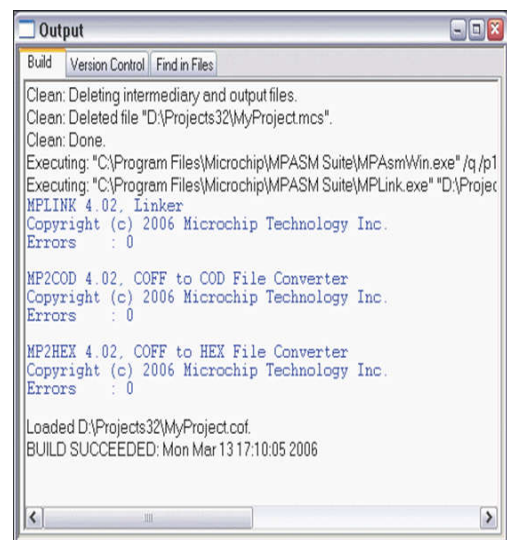 Output
Build Version Control Find in Files
Clean: Deleting intermediary and output files.
Clean: Deleted file "D:\Projects32\MyProject.mcs".
Clean: Done.
Executing: "C:\Program Files\Microchip\MPASM Suite\MPAsmWin.exe" /q /p1
Executing: "C:\Program Files\Microchip\MPASM Suite\MPLink.exe" "D:\Projec
MPLINK 4.02, Linker
Copyright (c) 2006 Microchip Technology Inc.
Errors : 0
MP2COD 4.02, COFF to COD File Converter
Copyright (c) 2006 Microchip Technology Inc.
Errors : 0
MP2HEX 4.02, COFF to HEX File Converter
Copyright (c) 2006 Microchip Technology Inc.
Errors : 0
Loaded D:\Projects32\MyProject.cof.
BUILD SUCCEEDED: Mon Mar 13 17:10:05 2006